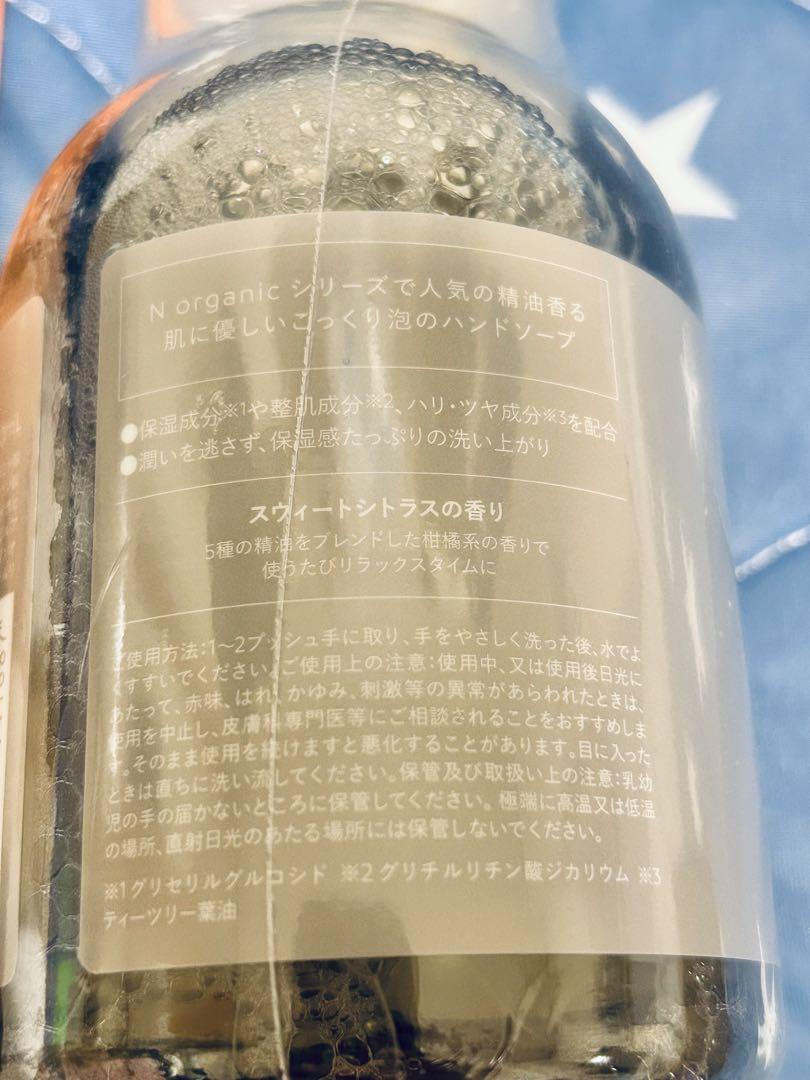 N organic シリーズで人気の精油香る
肌に優しいこっくり泡のハンドソープ
●保湿成分※1や整肌成分※2、ハリ・ツヤ成分※3を配合
●潤いを逃さず、保湿感たっぷりの洗い上がり
スウィートシトラスの香り
5種の精油をブレンドした柑橘系の香りで
使うたびリラックスタイムに
ご使用方法:1〜2プッシュ手に取り、手をやさしく洗った後、水でよ
くすすいでください。ご使用上の注意:使用中、又は使用後日光に
あたって、赤味、はれ、かゆみ、刺激等の異常があらわれたときは、
使用を中止し、皮膚科専門医等にご相談されることをおすすめしま
す。そのまま使用を続けますと悪化することがあります。目に入った
ときは直ちに洗い流してください。保管及び取扱い上の注意:乳幼
児の手の届かないところに保管してください。極端に高温又は低温
の場所、直射日光のあたる場所には保管しないでください。
※1グリセリルグルコシド ※2グリチルリチン酸ジカリウム ※3
ティーツリー葉油